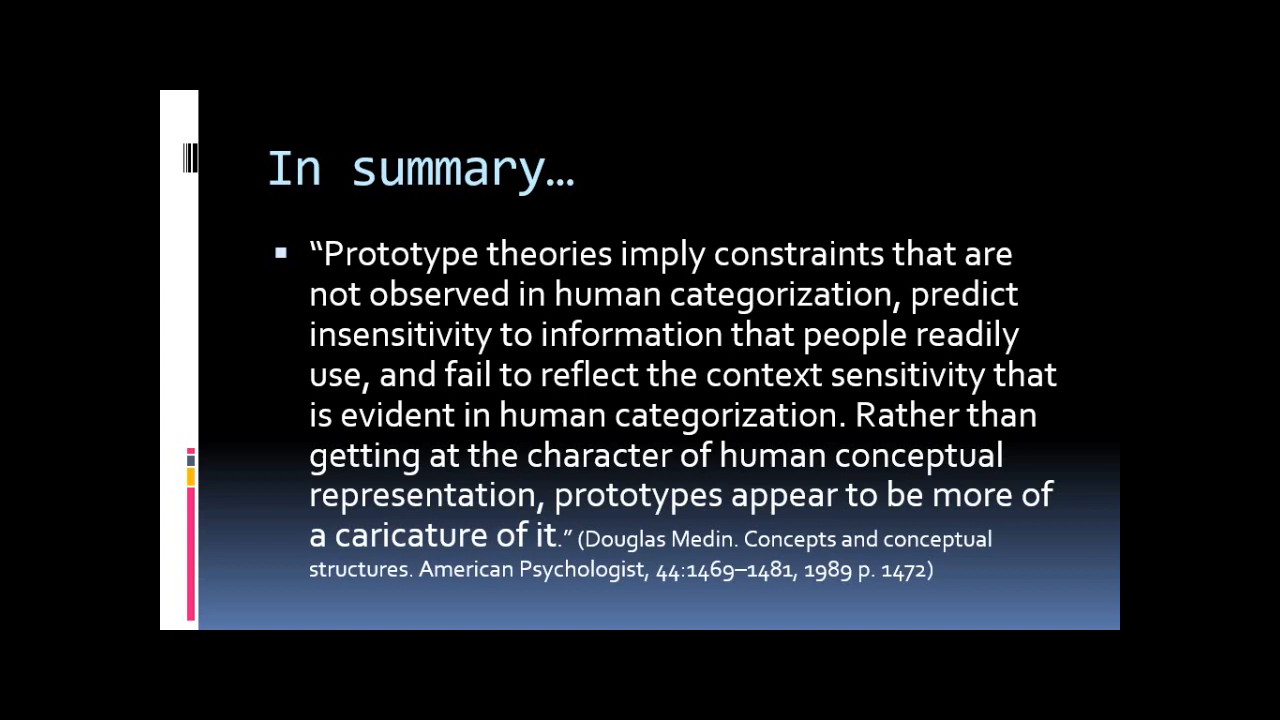 In summary…
“Prototype theories imply constraints that are
not observed in human categorization, predict
insensitivity to information that people readily
use, and fail to reflect the context sensitivity that
is evident in human categorization. Rather than
getting at the character of human conceptual
representation, prototypes appear to be more of
a caricature of it.” (Douglas Medin. Concepts and conceptual
structures. American Psychologist, 44:1469–1481, 1989 p. 1472)